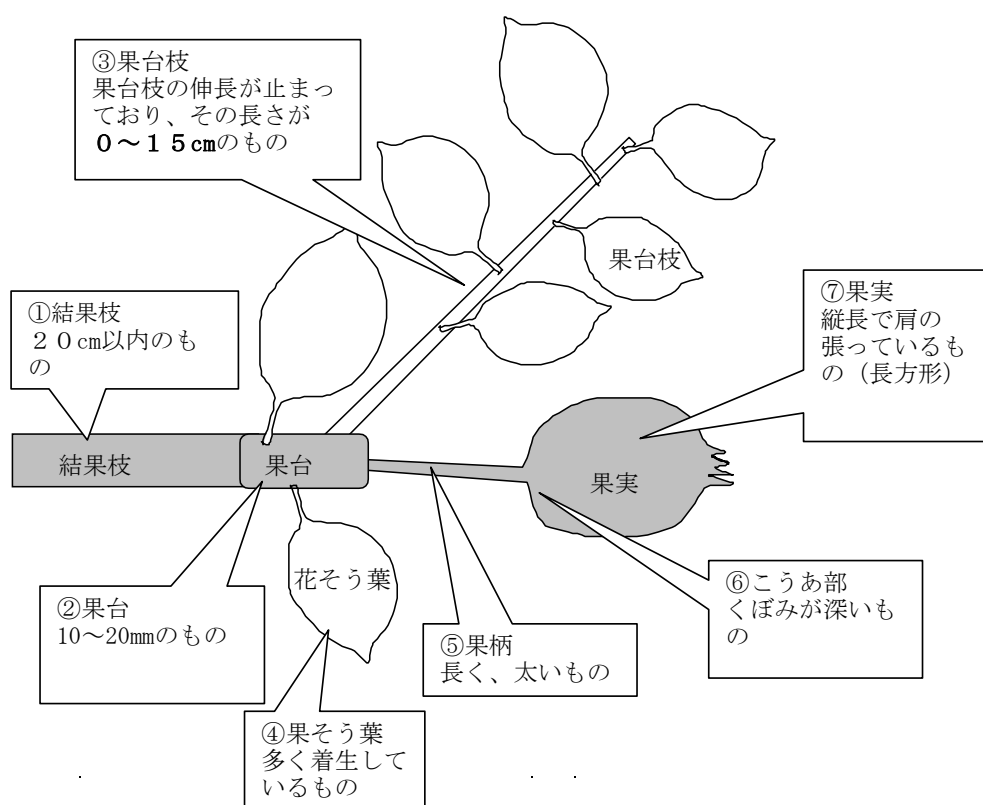 ③果台枝
果台枝の伸長が止まっ
ており、その長さが
０～１５cmのもの
果台枝
①結果枝
２０cm以内のも
の
⑦果実
縦長で肩の
張っているも
の（長方形）
結果枝
果台
果実
花そう葉
②果台
10～20mmのもの
⑥こうあ部
くぼみが深いも
の
⑤果柄
長く、太いもの
④果そう葉
多く着生して
いるもの